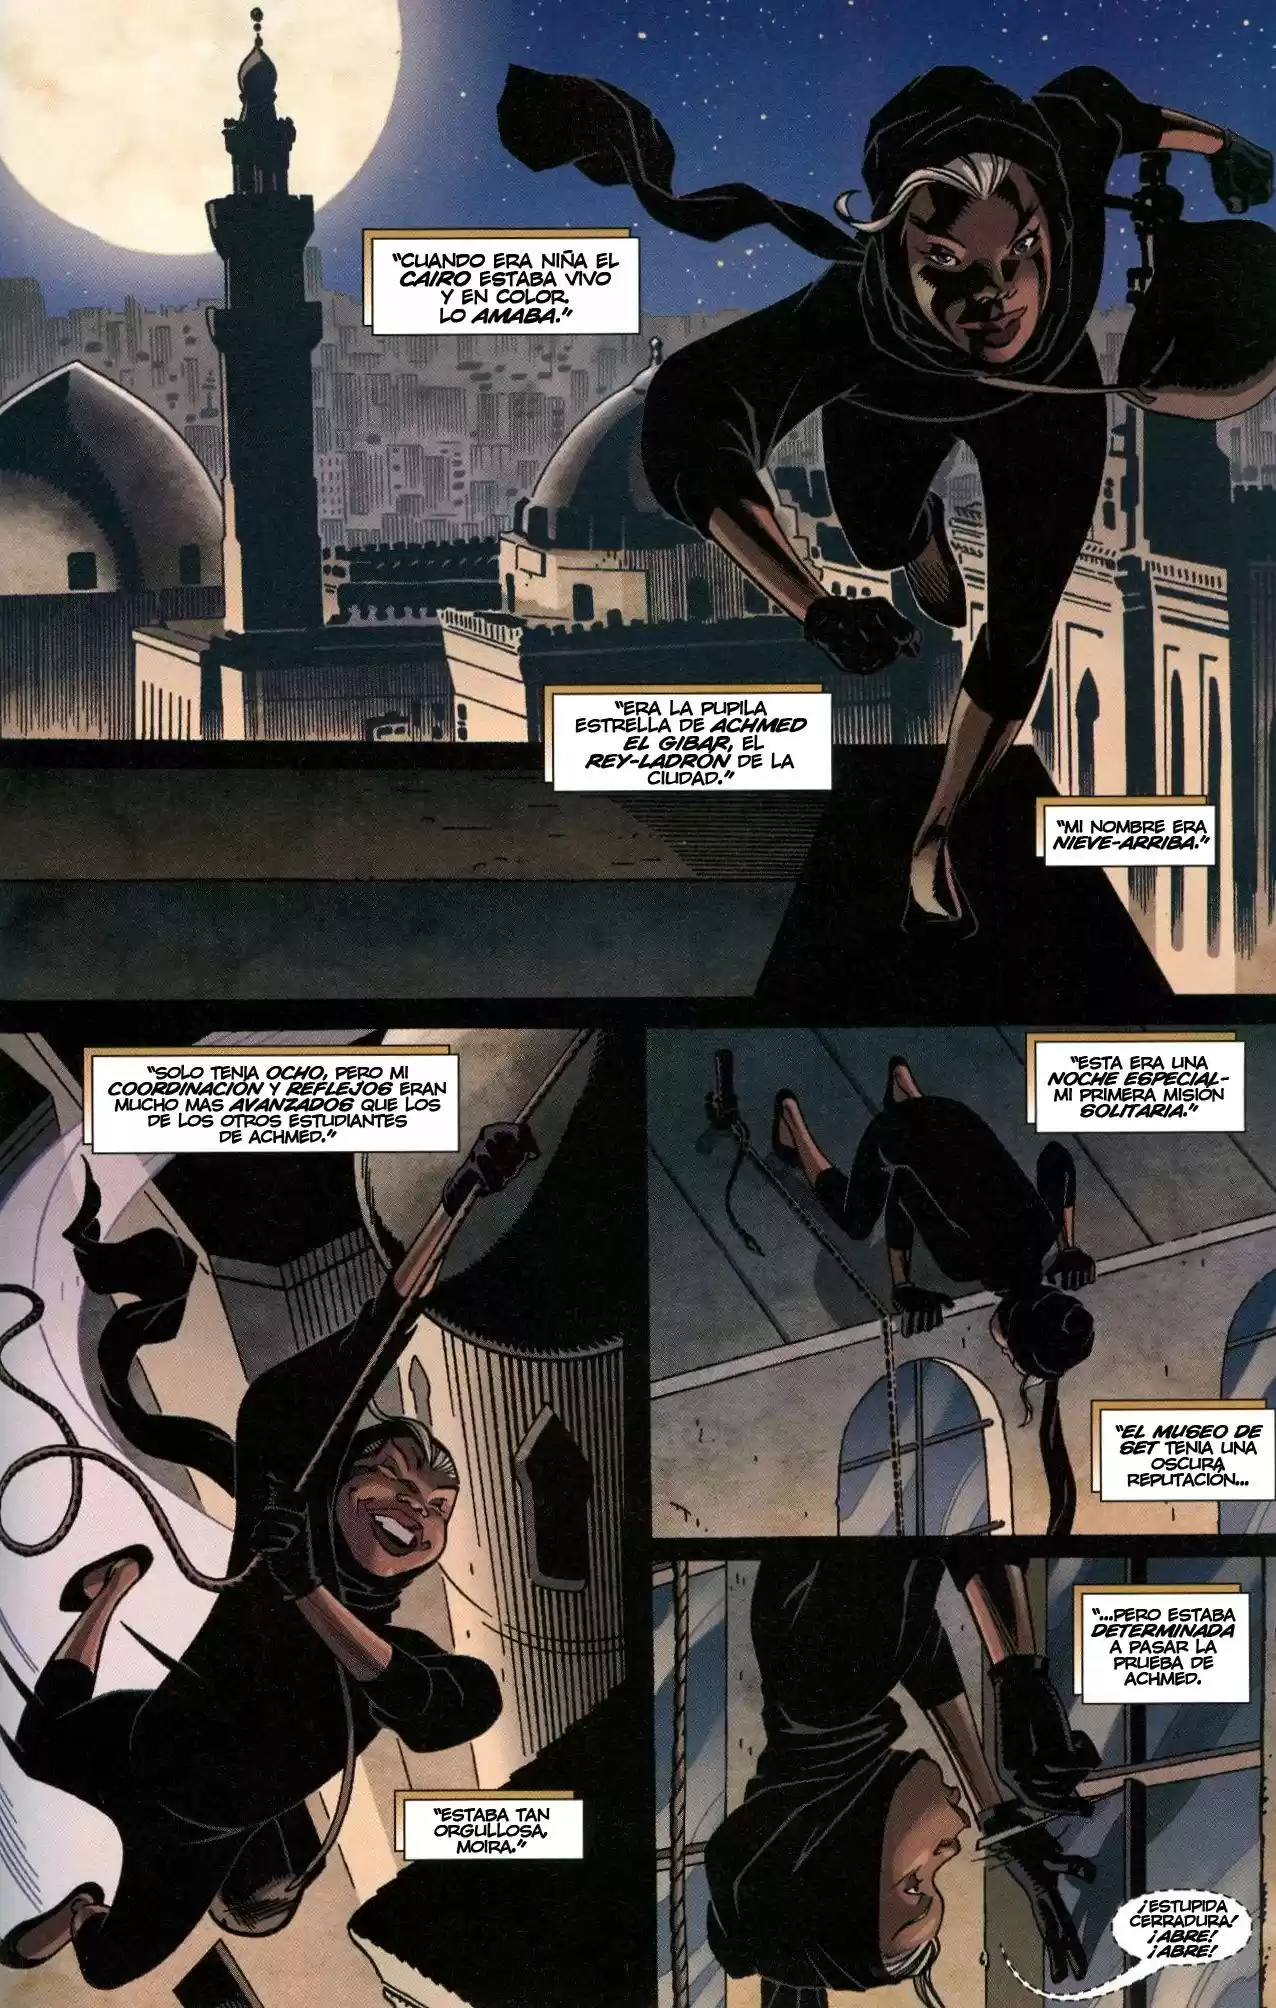 "CUANDO ERA NIÑA EL
CAIRO ESTABA VIVO
Y EN COLOR.
LO AMABA."
"ERA LA PUPILA
ESTRELLA DE ACHMED
EL GIBAR, EL
REY-LADRON DE LA
CIUDAD."
"MI NOMBRE ERA
NIEVE-ARRIBA."
"SOLO TENIA OCHO, PERO MI
COORDINACION Y REFLEJOS ERAN
MUCHO MAS AVANZADOS QUE LOS
DE LOS OTROS ESTUDIANTES
DE ACHMED."
"ESTABA TAN
ORGULLOSA,
MOIRA."
"ESTA ERA UNA
NOCHE ESPECIAL-
MI PRIMERA MISIÓN
SOLITARIA."
"EL MUSEO DE
SET TENIA UNA
OSCURA
REPUTACIÓN...
"...PERO ESTABA
DETERMINADA
A PASAR LA
PRUEBA DE
ACHMED.
¡ESTUPIDA
CERRADURA!
¡ABRE!
¡ABRE!